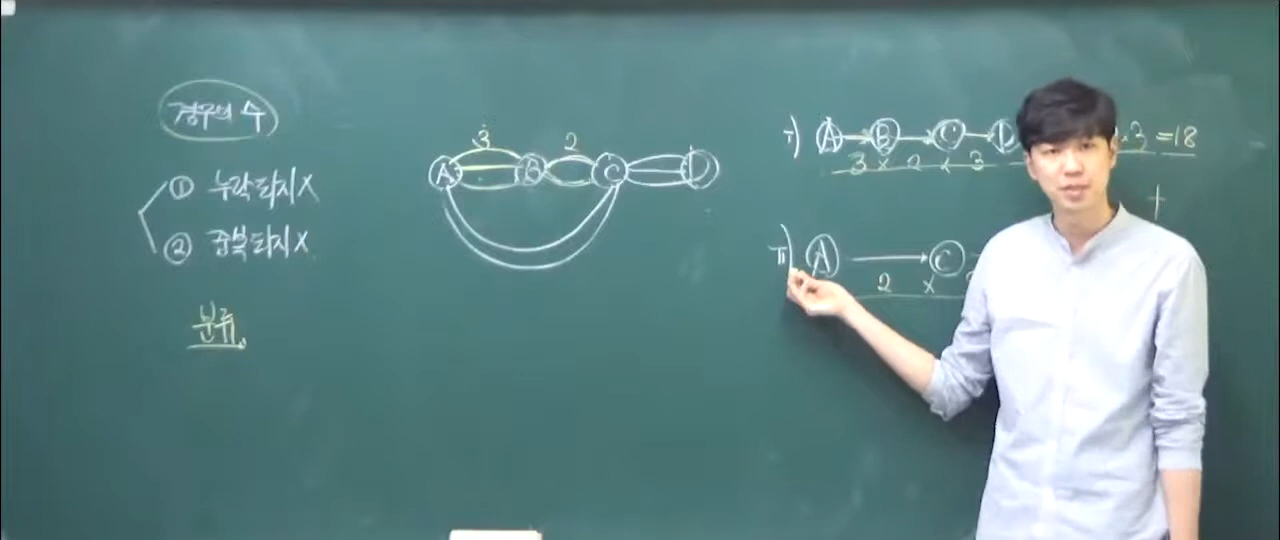 경우의 수
① 누락되지 X
② 중복되지 X
분류
3 2
A B C D
I) A → B → C → D
3 × 2 × 3 .3 = 18
+
II) A → C
2 ×